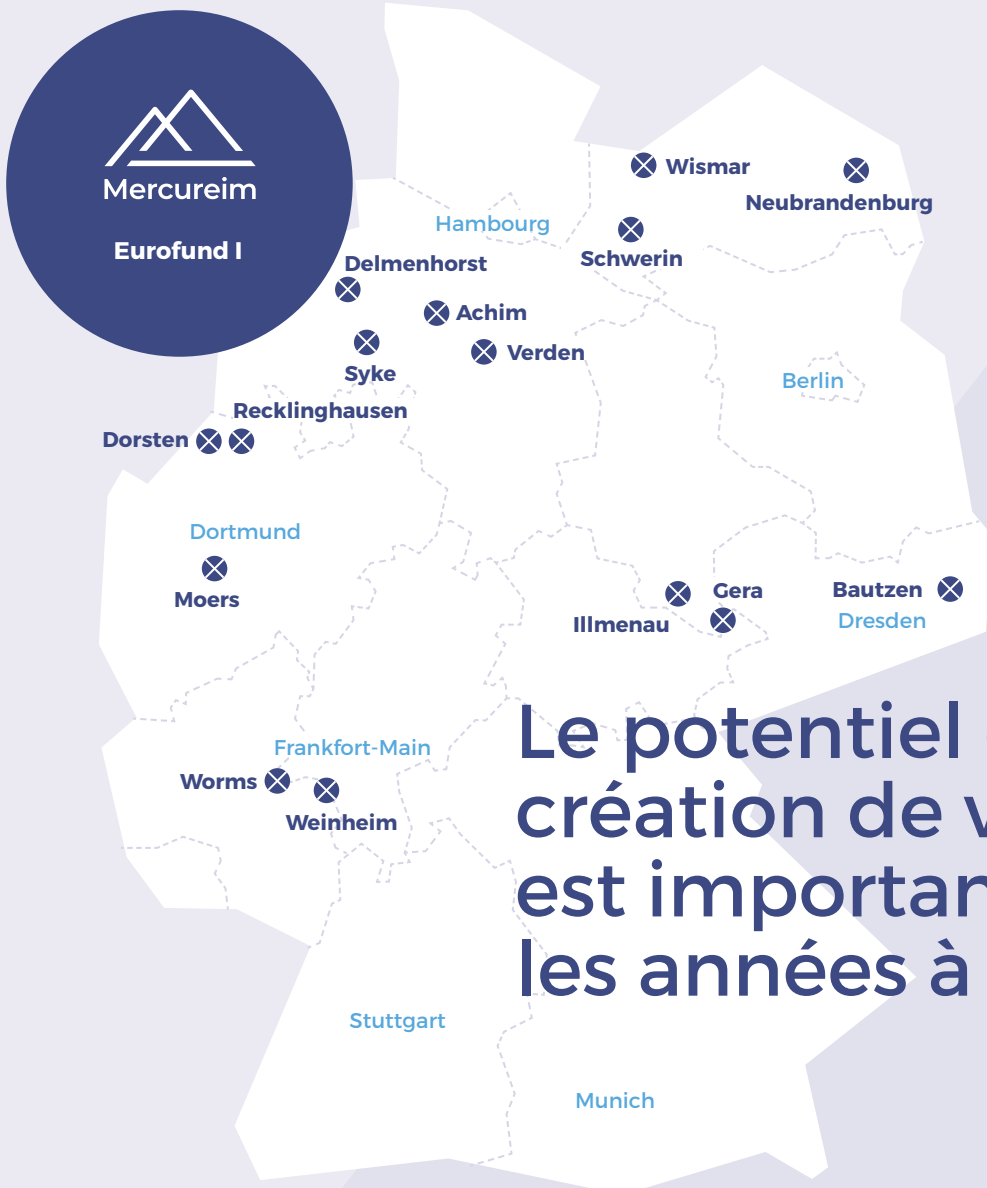 Mercureim
Eurofund I
Wismar
Neubrandenburg
Hambourg
Schwerin
Delmenhorst
Achim
Verden
Syke
Berlin
Recklinghausen
Dorsten
Dortmund
Moers
Gera
Bautzen
Illmenau
Dresden
Le potentiel
création de
est importan
les années à
Frankfort-Main
Worms
Weinheim
Stuttgart
Munich